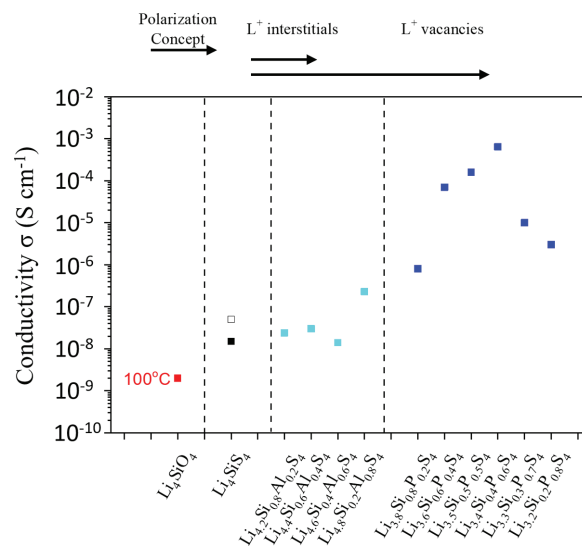 Polarization
Concept
L⁺ interstitials
L⁺ vacancies
Conductivity σ (S cm⁻¹)
10⁻²
10⁻³
10⁻⁴
10⁻⁵
10⁻⁶
10⁻⁷
10⁻⁸
10⁻⁹
10⁻¹⁰
100°C
Li₄SiO₄
Li₄SiS₄
Li₄.₂Si₀.₈Al₀.₂S₄
Li₄.₄Si₀.₆Al₀.₄S₄
Li₄.₆Si₀.₄Al₀.₆S₄
Li₄.₈Si₀.₂Al₀.₈S₄
Li₃.₈Si₀.₈P₀.₂S₄
Li₃.₆Si₀.₆P₀.₄S₄
Li₃.₅Si₀.₅P₀.₅S₄
Li₃.₄Si₀.₄P₀.₆S₄
Li₃.₃Si₀.₃P₀.₇S₄
Li₃.₂Si₀.₂P₀.₈S₄